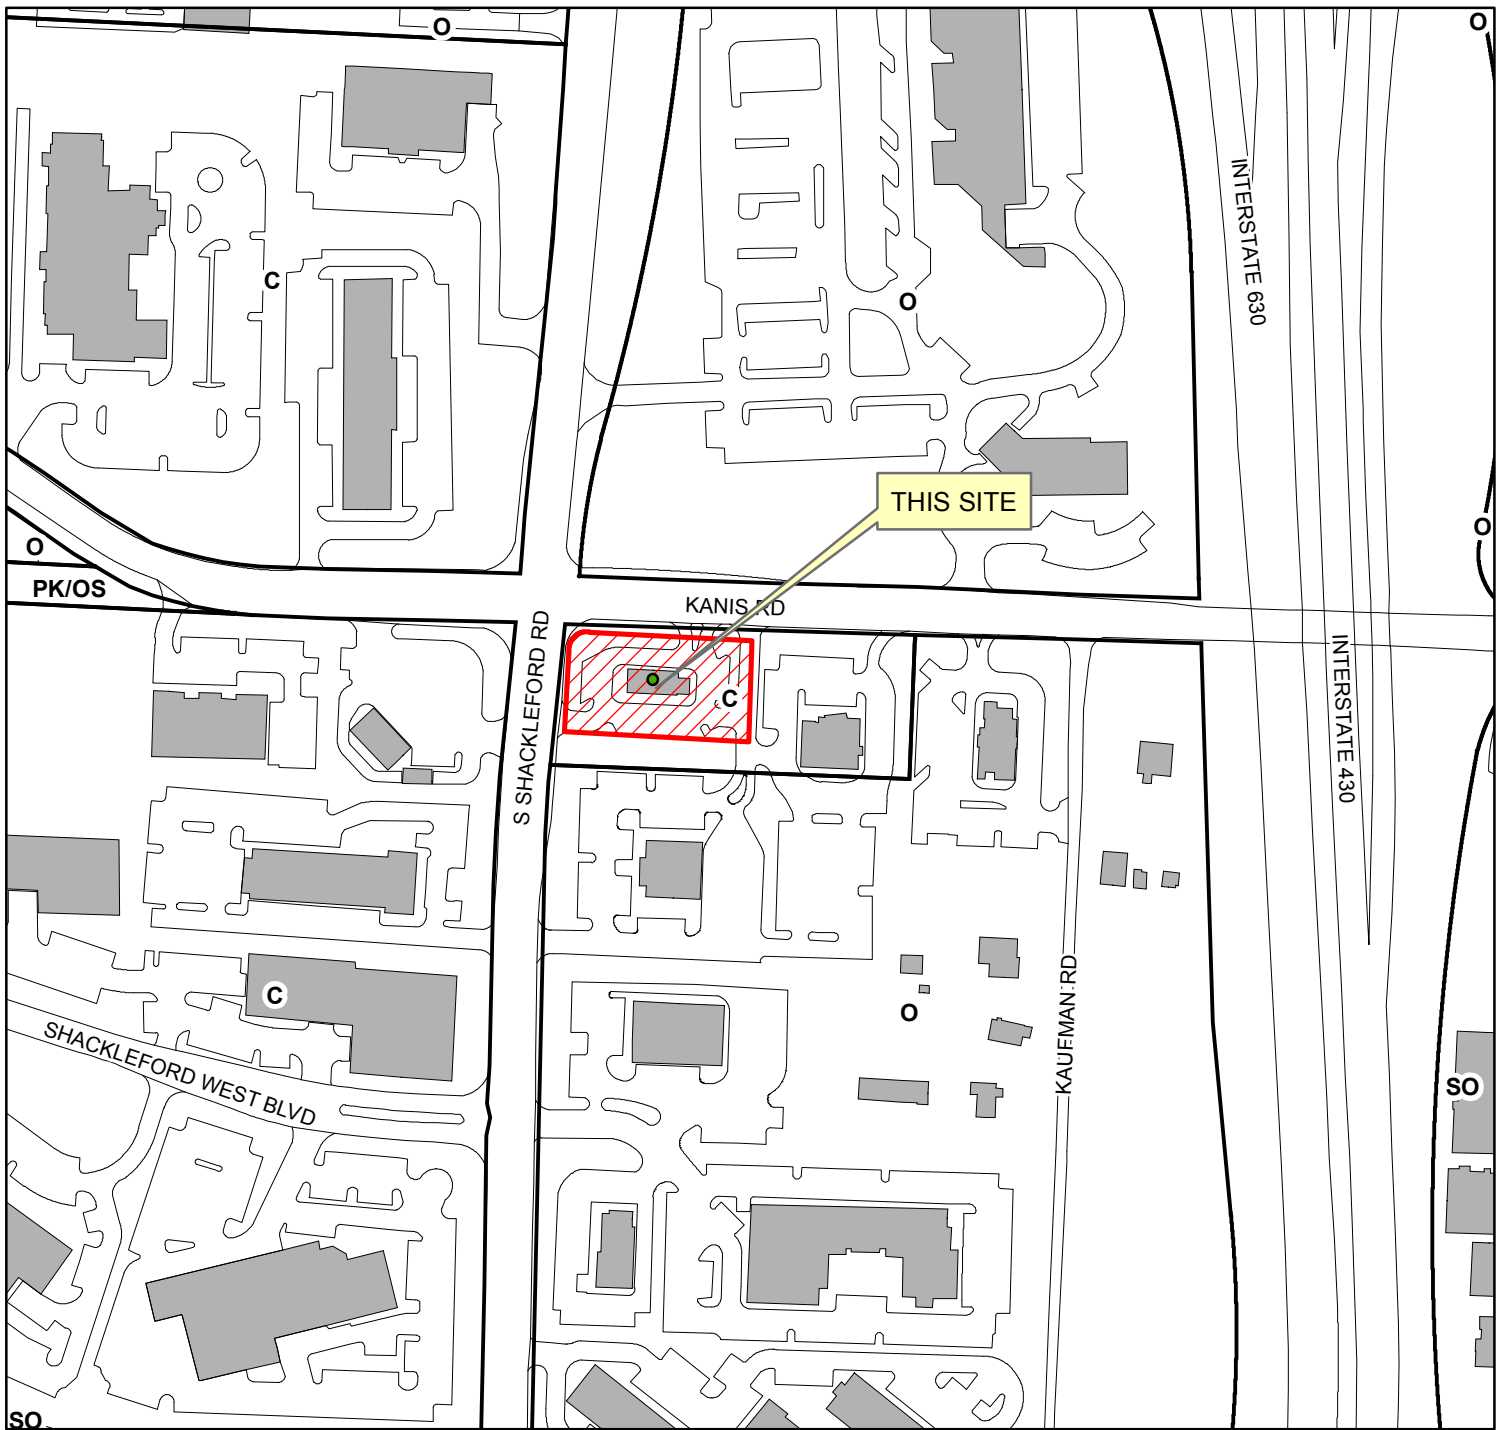 O
O
INTERSTATE 630
C
O
THIS SITE
O
O
PK/OS
KANIS RD
S SHACKLEFORD RD
C
INTERSTATE 430
C
O
KAUFMAN RD
SHACKLEFORD WEST BLVD
SO
SO